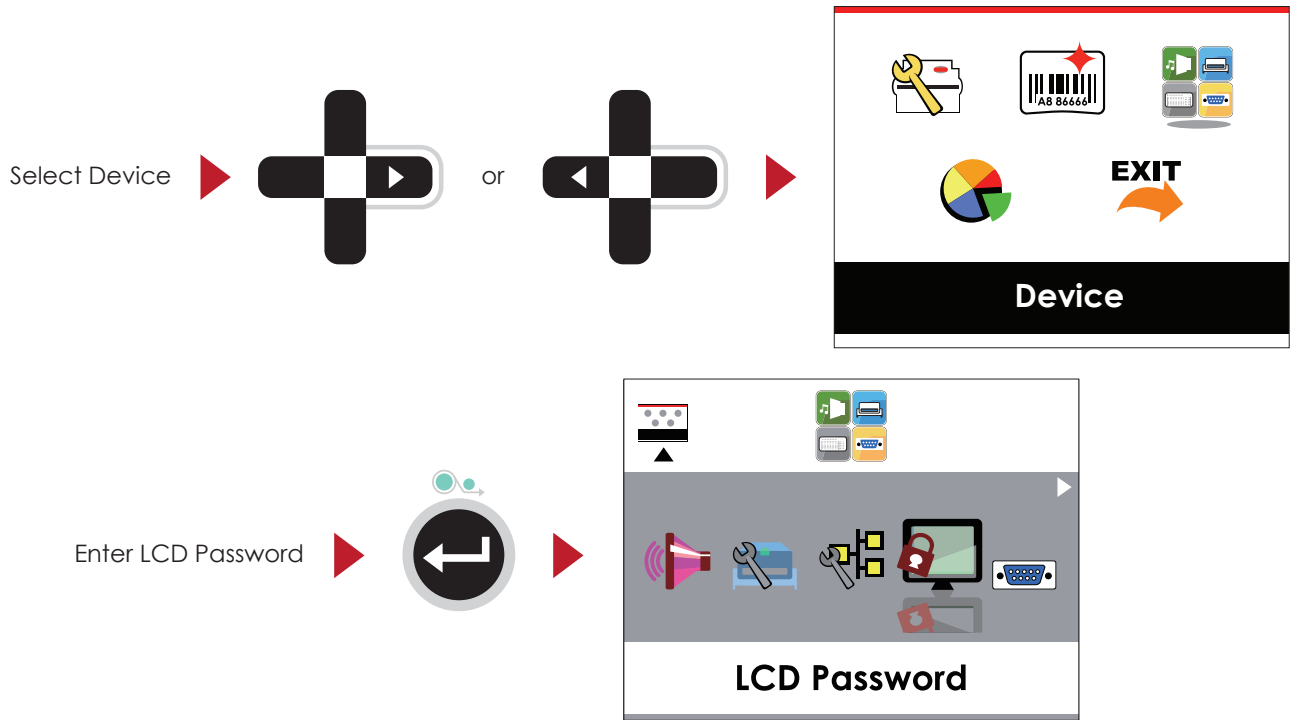 Select Device
or
A8 86666
EXIT
Device
Enter LCD Password
LCD Password